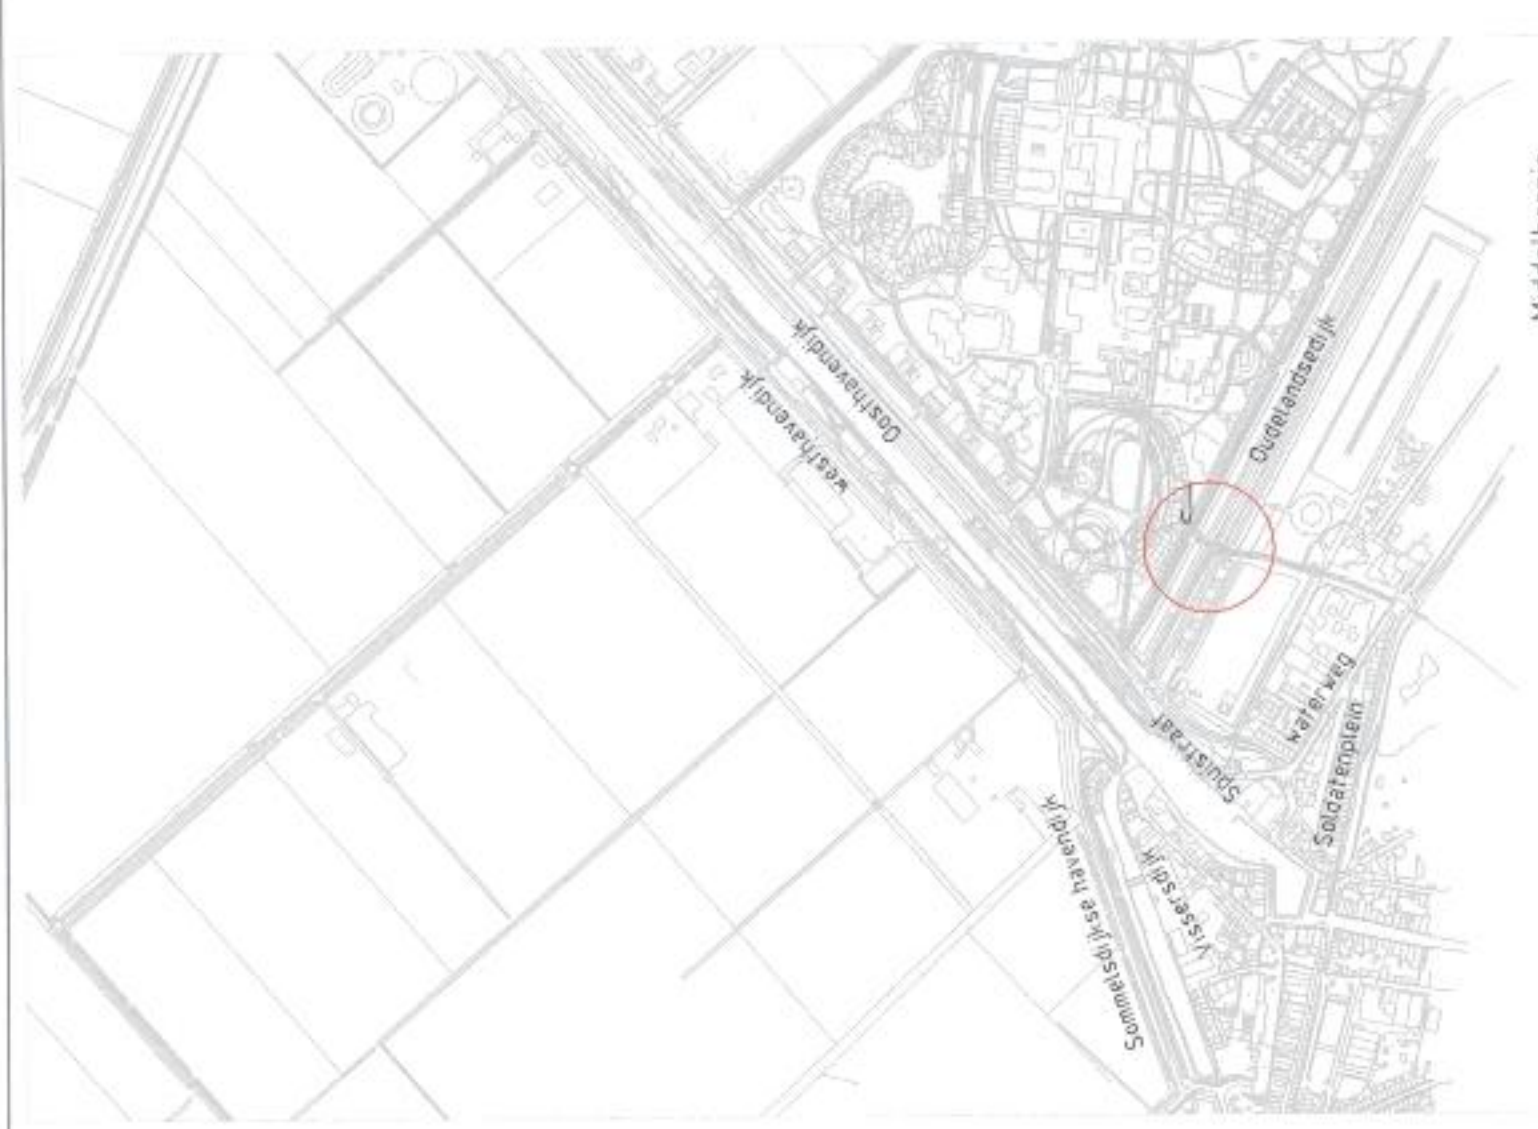 Oosthavendijk
westhavendijk
Oudelandsedijk
waterweg
Soldatenplein
Spuistraat
Sommelsdijkse havendijk
Vissersdijk